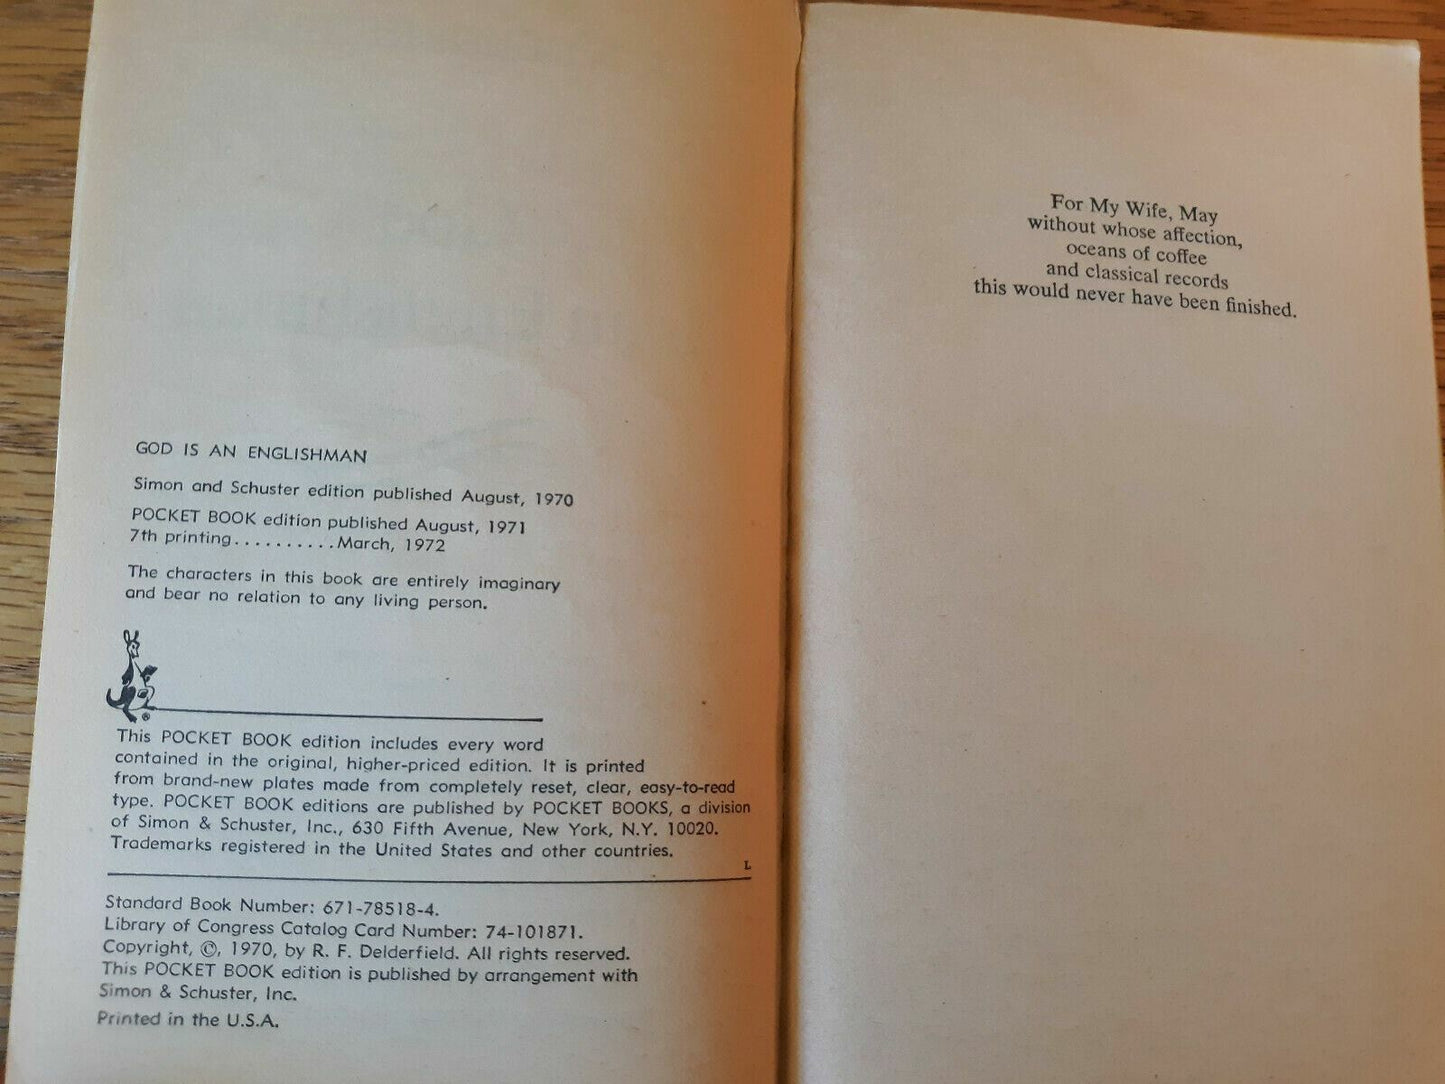 GOD IS AN ENGLISHMAN
Simon and Schuster edition published August, 1970
POCKET BOOK edition published August, 1971
7th printing..........March, 1972
The characters in this book are entirely imaginary
and bear no relation to any living person.
®
This POCKET BOOK edition includes every word
contained in the original, higher-priced edition. It is printed
from brand-new plates made from completely reset, clear, easy-to-read
type. POCKET BOOK editions are published by POCKET BOOKS, a division
of Simon & Schuster, Inc., 630 Fifth Avenue, New York, N.Y. 10020.
Trademarks registered in the United States and other countries.
L
Standard Book Number: 671-78518-4.
Library of Congress Catalog Card Number: 74-101871.
Copyright, ©, 1970, by R. F. Delderfield. All rights reserved.
This POCKET BOOK edition is published by arrangement with
Simon & Schuster, Inc.
Printed in the U.S.A.
For My Wife, May
without whose affection,
oceans of coffee
and classical records
this would never have been finished.